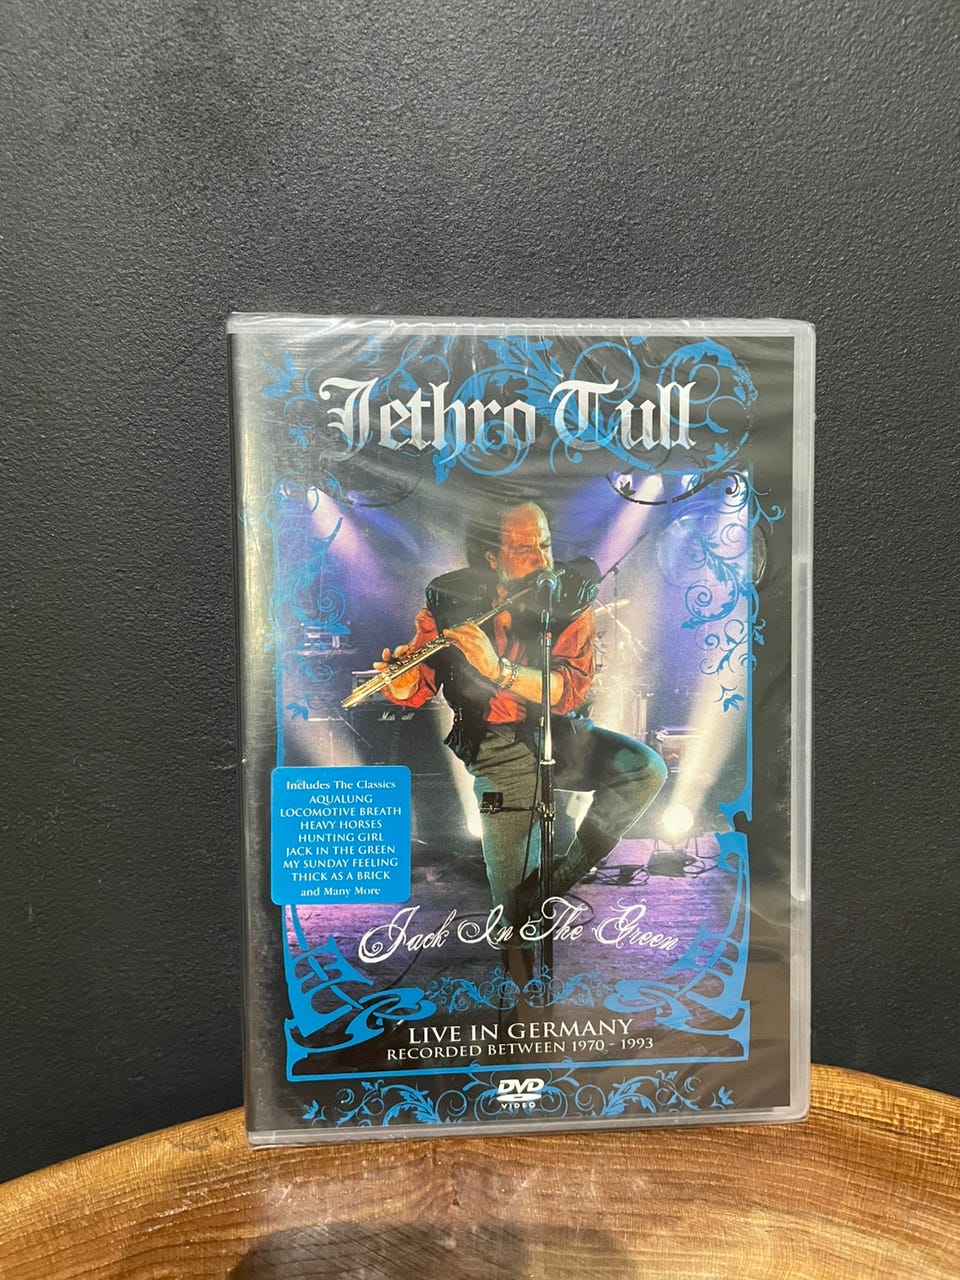 Jethro Tull
Marshall
Includes The Classics
AQUALUNG
LOCOMOTIVE BREATH
HEAVY HORSES
HUNTING GIRL
JACK IN THE GREEN
MY SUNDAY FEELING
THICK AS A BRICK
and Many More
Jack In The Green
LIVE IN GERMANY
RECORDED BETWEEN 1970 - 1993
DVD
VIDEO